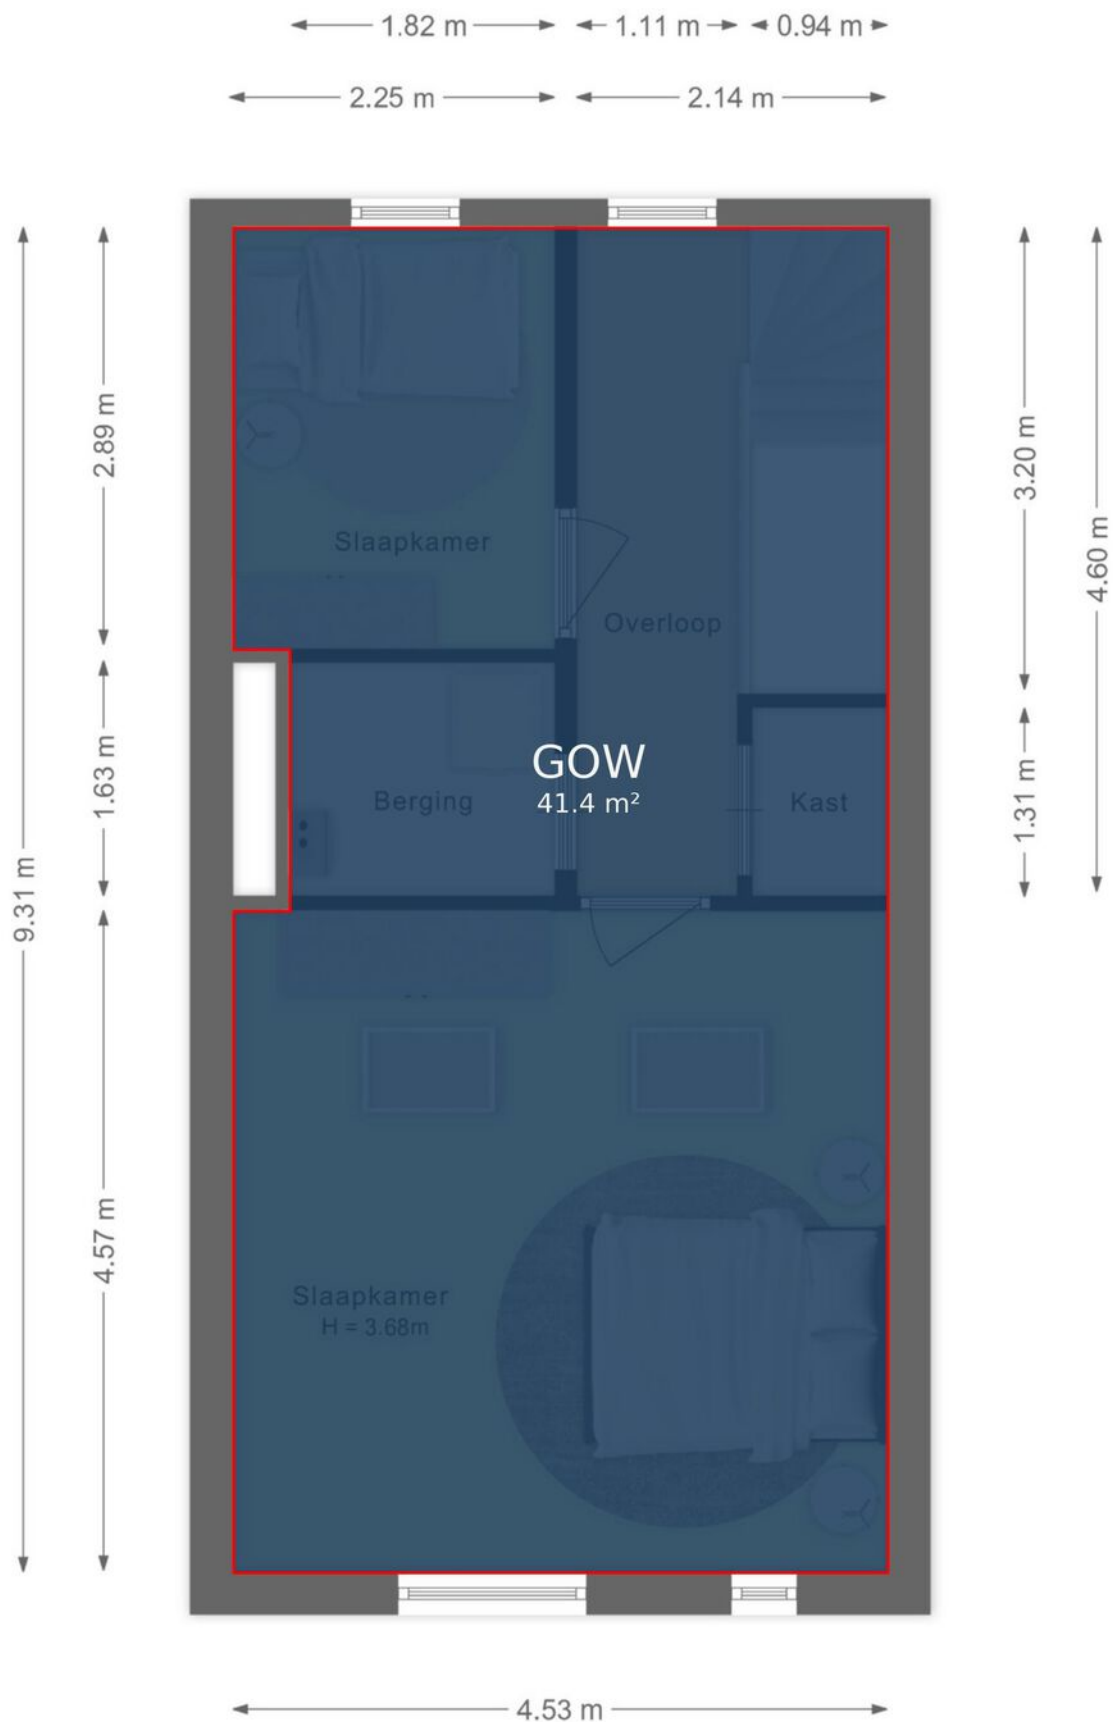 1.82 m 1.11 m 0.94 m
2.25 m 2.14 m
2.89 m
3.20 m
4.60 m
Slaapkamer
Overloop
1.63 m
GOW
41.4 m²
Berging
Kast
1.31 m
9.31 m
4.57 m
Slaapkamer
H = 3.68m
4.53 m